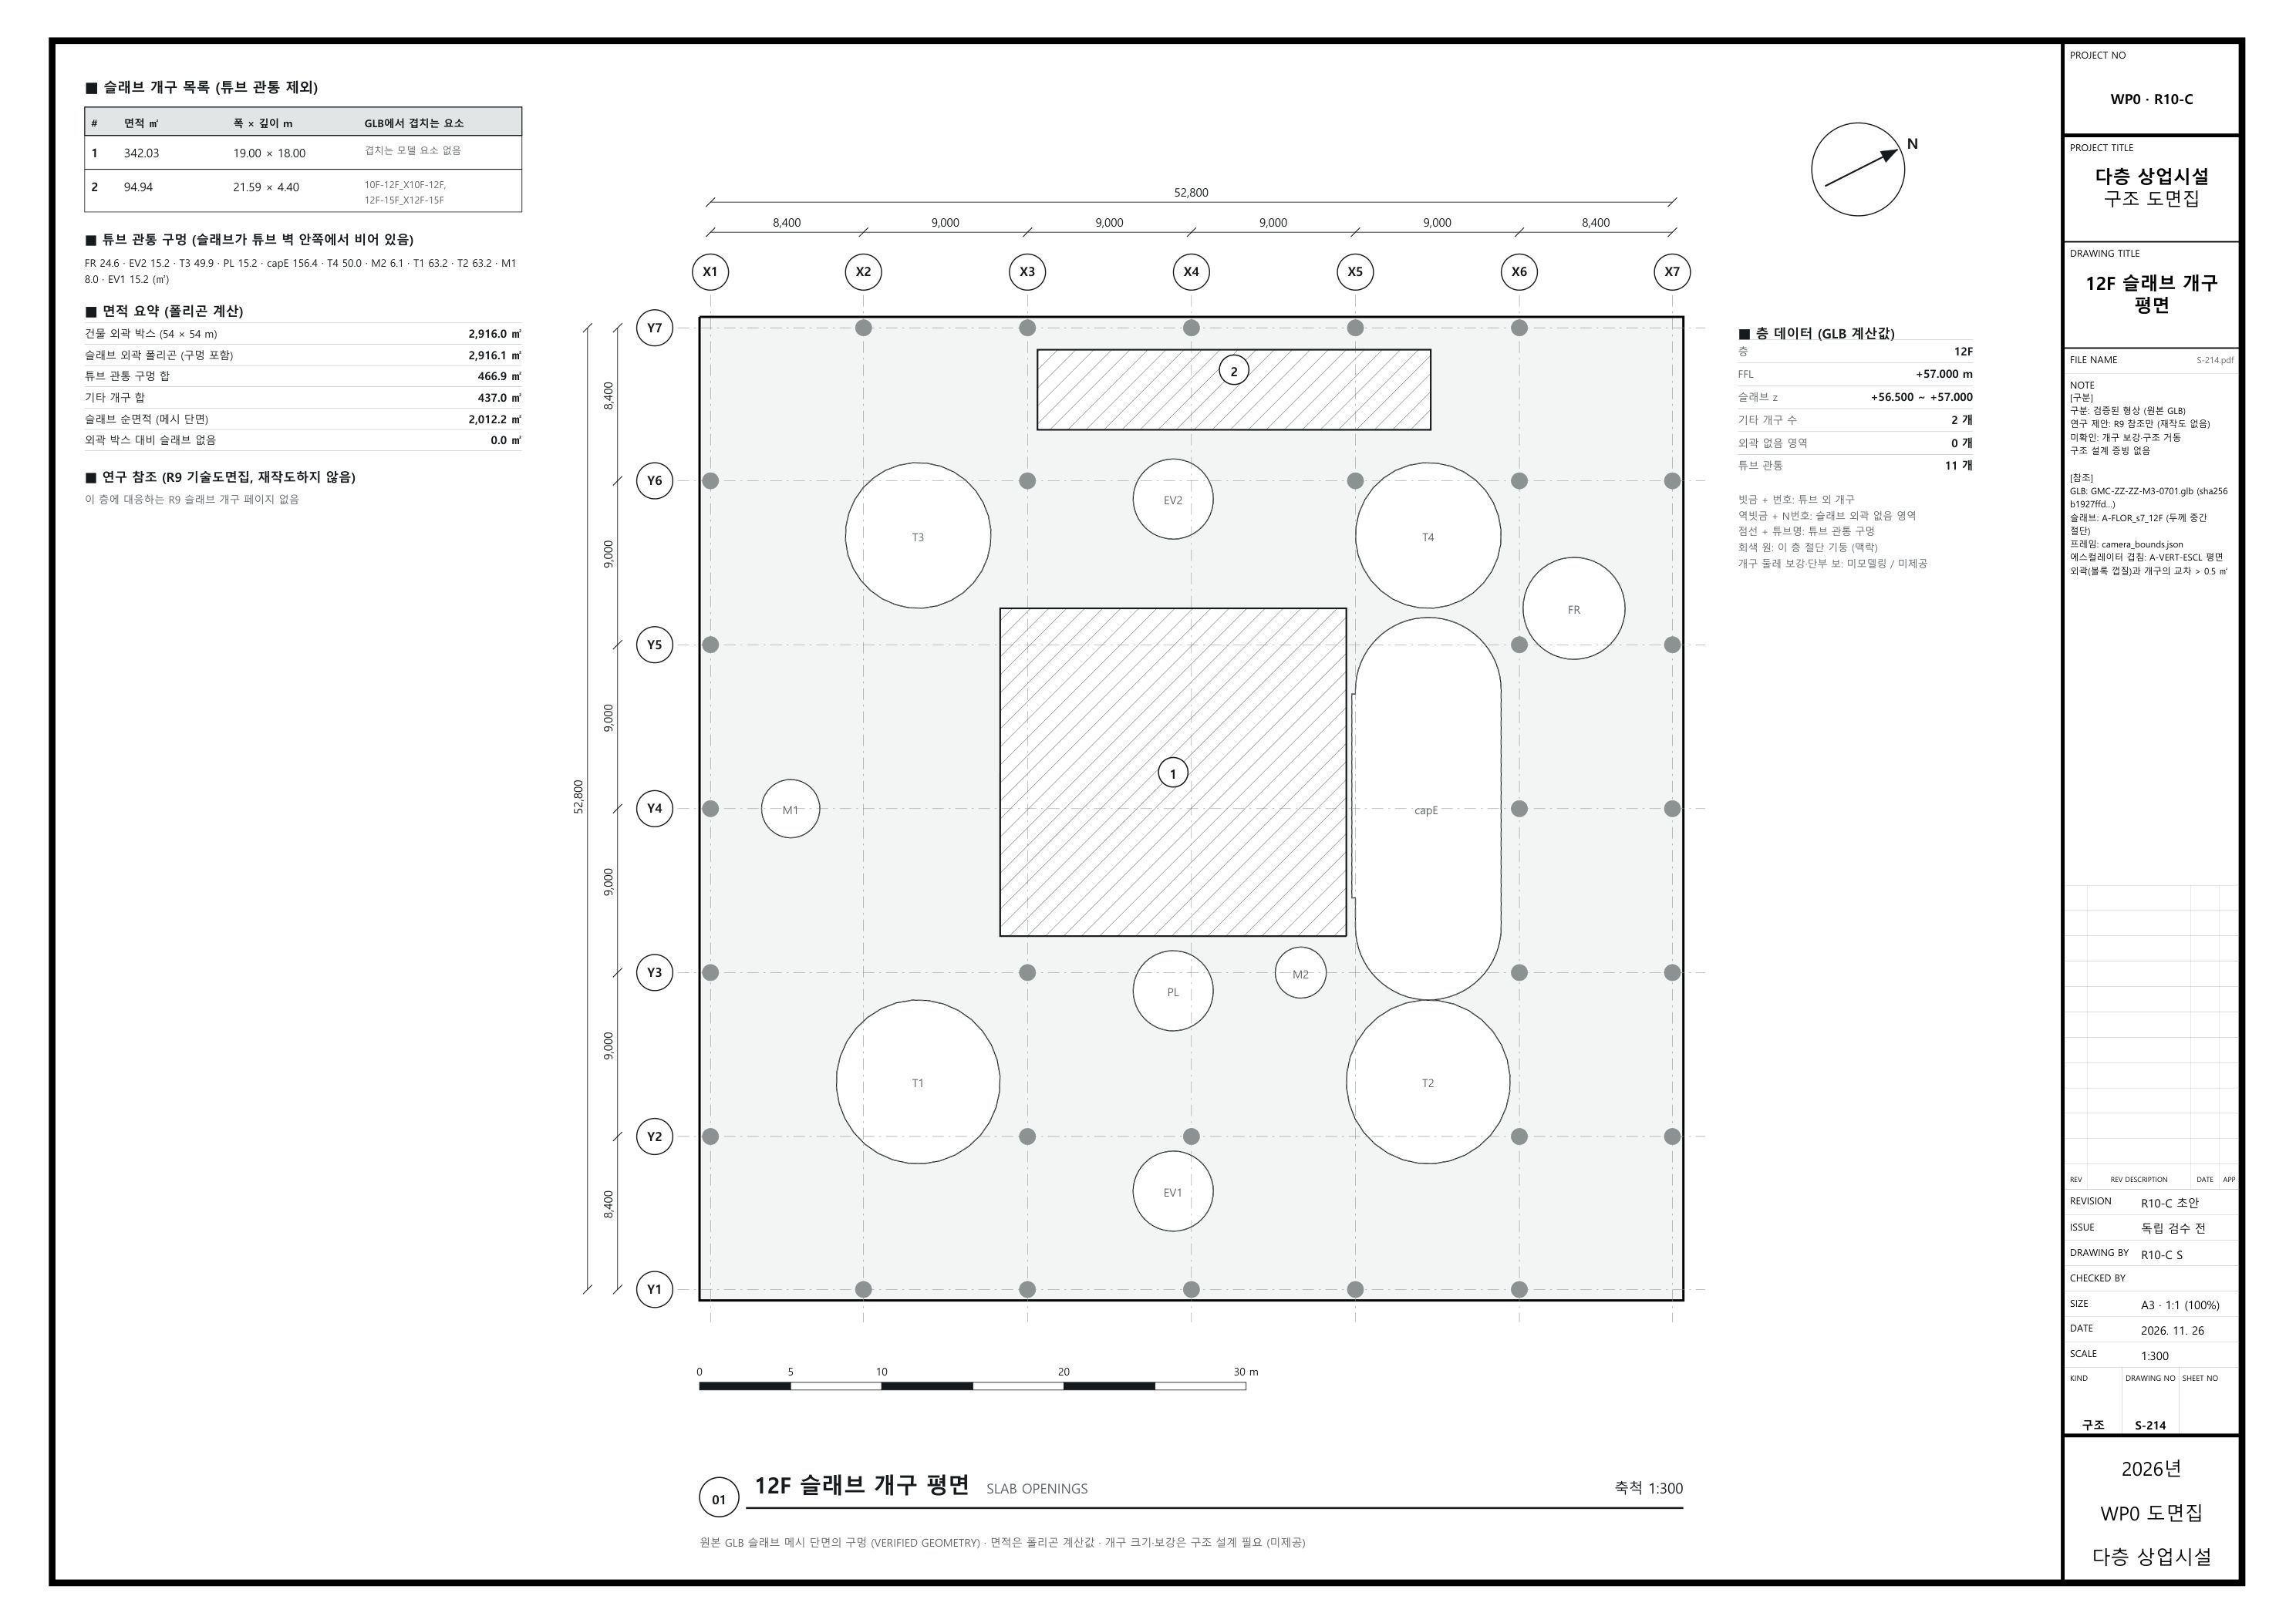 ■ 슬래브 개구 목록 (튜브 관통 제외)
# 면적 ㎡ 폭 × 깊이 m GLB에서 겹치는 요소
1 342.03 19.00 × 18.00 겹치는 모델 요소 없음
2 94.94 21.59 × 4.40 10F-12F_X10F-12F,
12F-15F_X12F-15F
■ 튜브 관통 구멍 (슬래브가 튜브 벽 안쪽에서 비어 있음)
FR 24.6 · EV2 15.2 · T3 49.9 · PL 15.2 · capE 156.4 · T4 50.0 · M2 6.1 · T1 63.2 · T2 63.2 · M1
8.0 · EV1 15.2 (㎡)
■ 면적 요약 (폴리곤 계산)
건물 외곽 박스 (54 × 54 m) 2,916.0 ㎡
슬래브 외곽 폴리곤 (구멍 포함) 2,916.1 ㎡
튜브 관통 구멍 합 466.9 ㎡
기타 개구 합 437.0 ㎡
슬래브 순면적 (메시 단면) 2,012.2 ㎡
외곽 박스 대비 슬래브 없음 0.0 ㎡
■ 연구 참조 (R9 기술도면집, 재작도하지 않음)
이 층에 대응하는 R9 슬래브 개구 페이지 없음
52,800
8,400 9,000 9,000 9,000 9,000 8,400
X1 X2 X3 X4 X5 X6 X7
Y7
Y6
Y5
Y4
Y3
Y2
Y1
8,400
9,000
9,000
9,000
9,000
8,400
52,800
2
EV2
T3
T4
FR
1
M1
capE
M2
PL
T1
T2
EV1
N
■ 층 데이터 (GLB 계산값)
층 12F
FFL +57.000 m
슬래브 z +56.500 ~ +57.000
기타 개구 수 2 개
외곽 없음 영역 0 개
튜브 관통 11 개
빗금 + 번호: 튜브 외 개구
역빗금 + N번호: 슬래브 외곽 없음 영역
점선 + 튜브명: 튜브 관통 구멍
회색 원: 이 층 절단 기둥 (맥락)
개구 둘레 보강·단부 보: 미모델링 / 미제공
0 5 10 20 30 m
01 12F 슬래브 개구 평면 SLAB OPENINGS 축척 1:300
원본 GLB 슬래브 메시 단면의 구멍 (VERIFIED GEOMETRY) · 면적은 폴리곤 계산값 · 개구 크기·보강은 구조 설계 필요 (미제공)
PROJECT NO
WP0 · R10-C
PROJECT TITLE
다층 상업시설
구조 도면집
DRAWING TITLE
12F 슬래브 개구
평면
FILE NAME S-214.pdf
NOTE
[구분]
구분: 검증된 형상 (원본 GLB)
연구 제안: R9 참조만 (재작도 없음)
미확인: 개구 보강·구조 거동
구조 설계 증빙 없음
[참조]
GLB: GMC-ZZ-ZZ-M3-0701.glb (sha256
b1927ffd…)
슬래브: A-FLOR_s7_12F (두께 중간
절단)
프레임: camera_bounds.json
에스컬레이터 겹침: A-VERT-ESCL 평면
외곽(볼록 껍질)과 개구의 교차 > 0.5 ㎡
REV REV DESCRIPTION DATE APP
REVISION R10-C 초안
ISSUE 독립 검수 전
DRAWING BY R10-C S
CHECKED BY
SIZE A3 · 1:1 (100%)
DATE 2026. 11. 26
SCALE 1:300
KIND DRAWING NO SHEET NO
구조 S-214
2026년
WP0 도면집
다층 상업시설